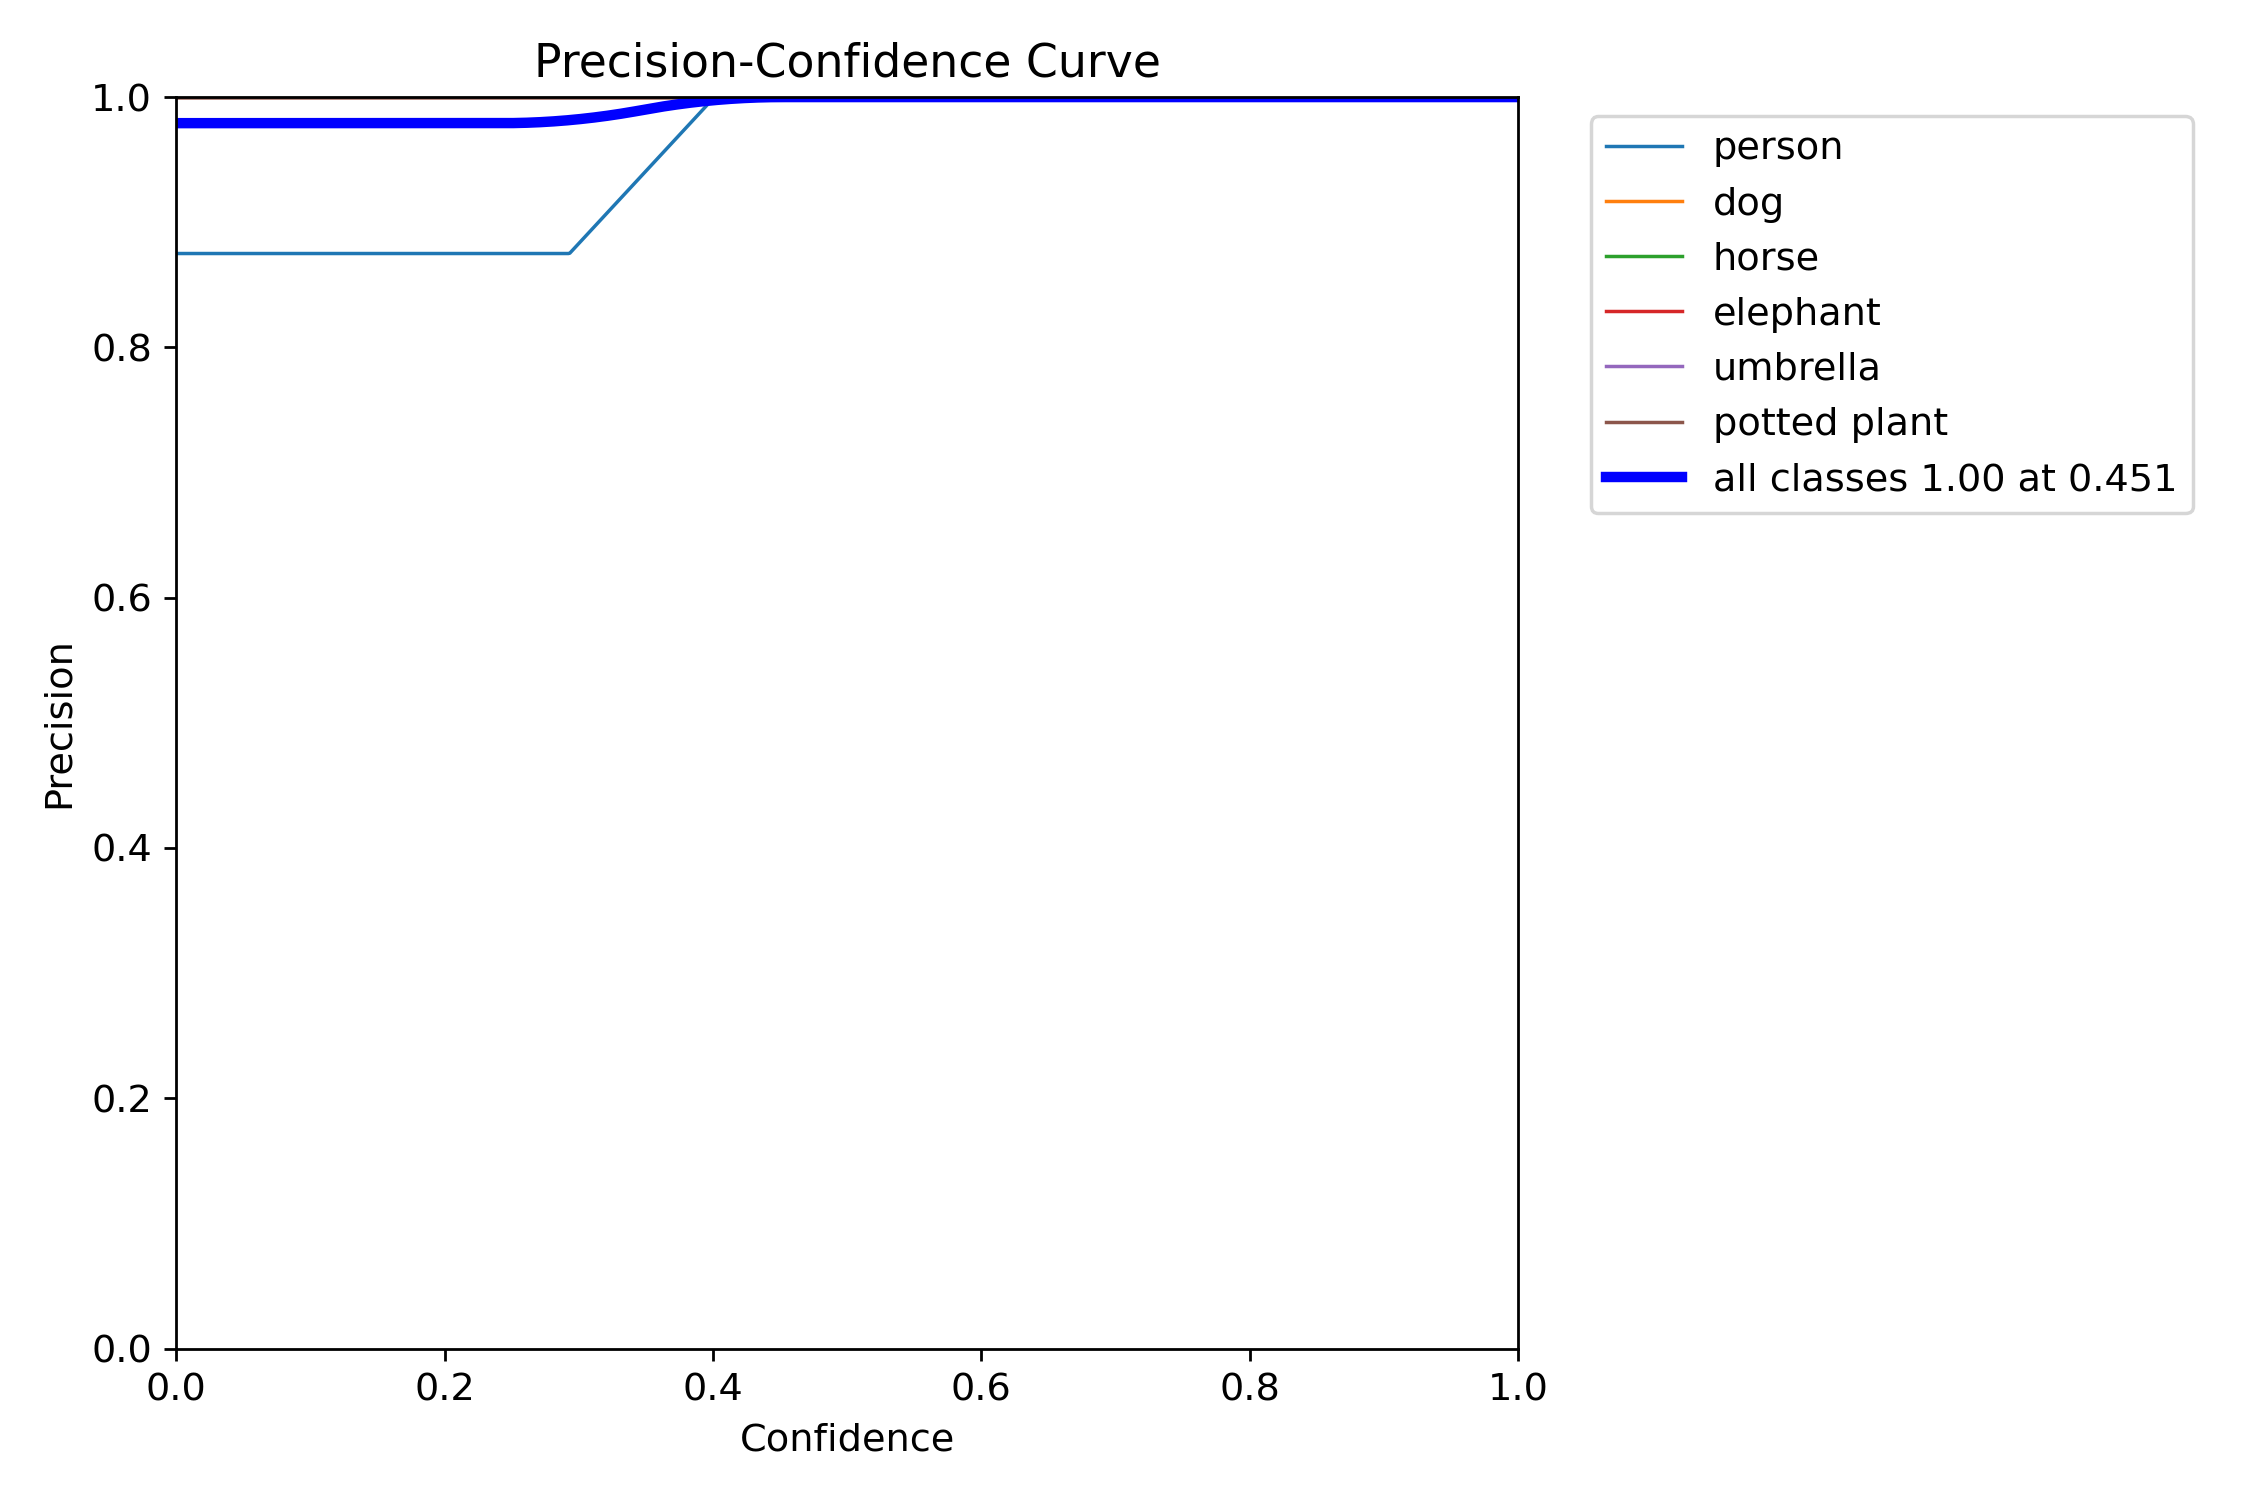 Precision-Confidence Curve
1.0
0.8
0.6
0.4
0.2
0.0
Precision
0.0 0.2 0.4 0.6 0.8 1.0
Confidence
person
dog
horse
elephant
umbrella
potted plant
all classes 1.00 at 0.451